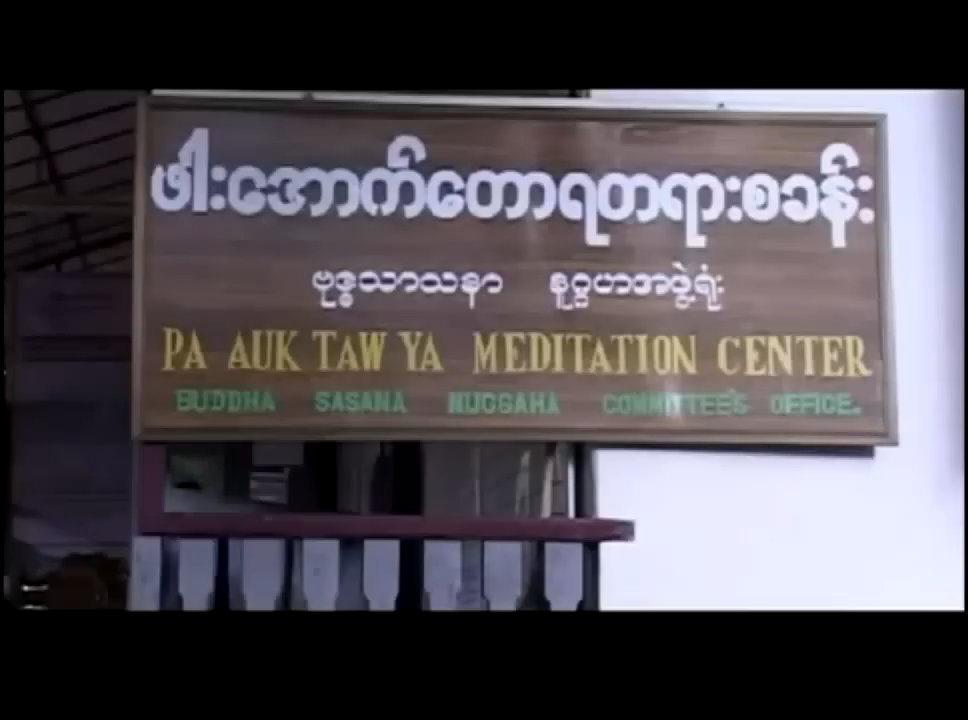 ဖါးအောက်တောရတရားစခန်း
ဗုဒ္ဓသာသနာ နုဂ္ဂဟအဖွဲ့ရုံး
PA AUK TAW YA MEDITATION CENTER
BUDDHA SASANA NUGGAHA COMMITTEE'S OFFICE.